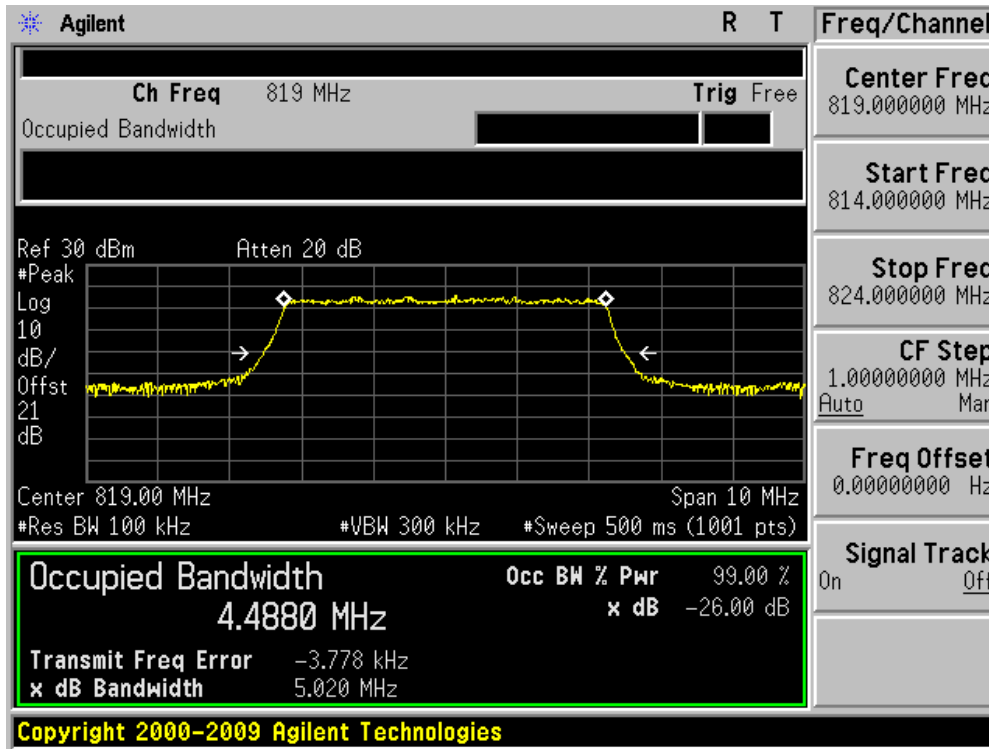 Agilent R T
Ch Freq 819 MHz Trig Free
Occupied Bandwidth
Ref 30 dBm Atten 20 dB
#Peak
Log
10
dB/
Offst
21
dB
Center 819.00 MHz Span 10 MHz
#Res BW 100 kHz #VBW 300 kHz #Sweep 500 ms (1001 pts)
Occupied Bandwidth
4.4880 MHz
Occ BW % Pwr 99.00 %
x dB -26.00 dB
Transmit Freq Error -3.778 kHz
x dB Bandwidth 5.020 MHz
Copyright 2000-2009 Agilent Technologies
Freq/Channel
Center Freq
819.000000 MHz
Start Freq
814.000000 MHz
Stop Freq
824.000000 MHz
CF Step
1.00000000 MHz
Auto Man
Freq Offset
0.00000000 Hz
Signal Track
On Off